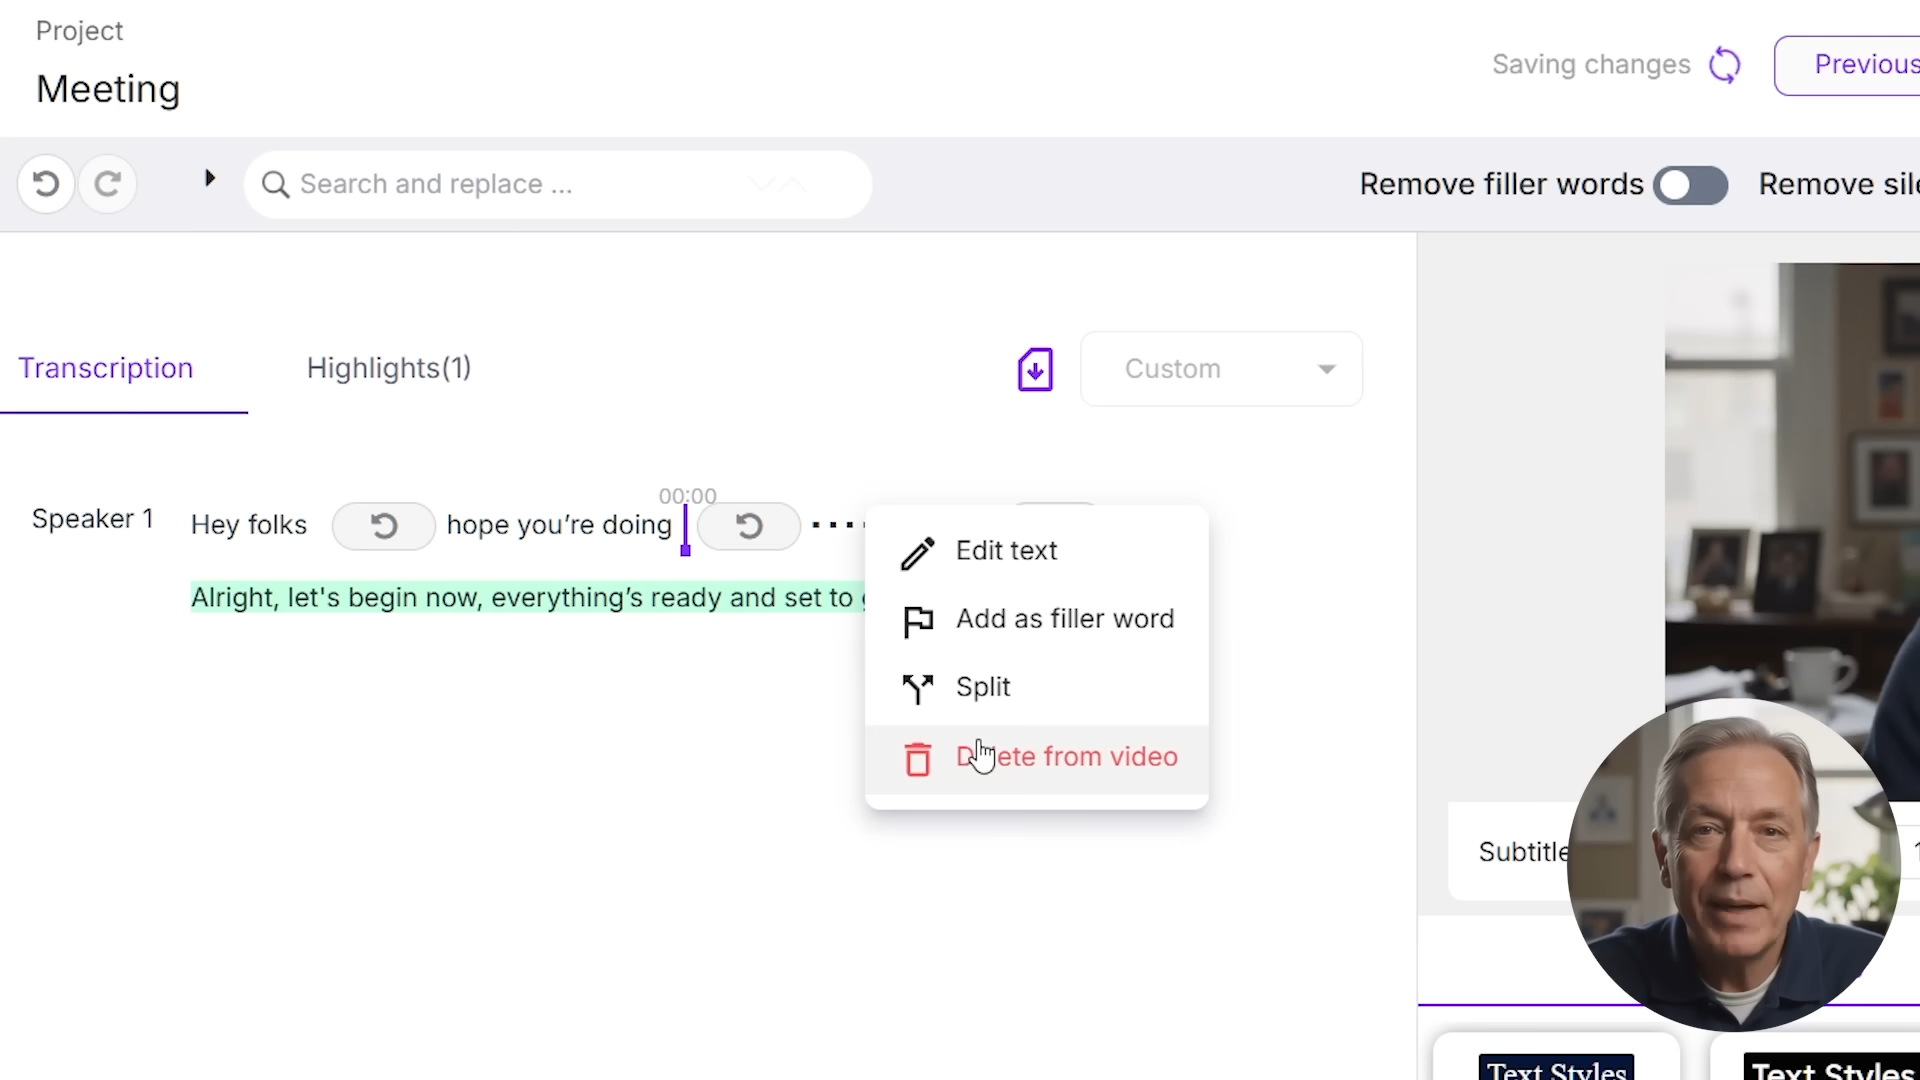 Project
Meeting
Saving changes
Previous
Search and replace ...
Remove filler words
Remove
Transcription
Highlights(1)
Custom
00:00
Speaker 1
Hey folks
hope you’re doing
Alright, let's begin now, everything’s ready and set to
Edit text
Add as filler word
Split
Delete from video
Subtitle
Text Styles
Text Styles